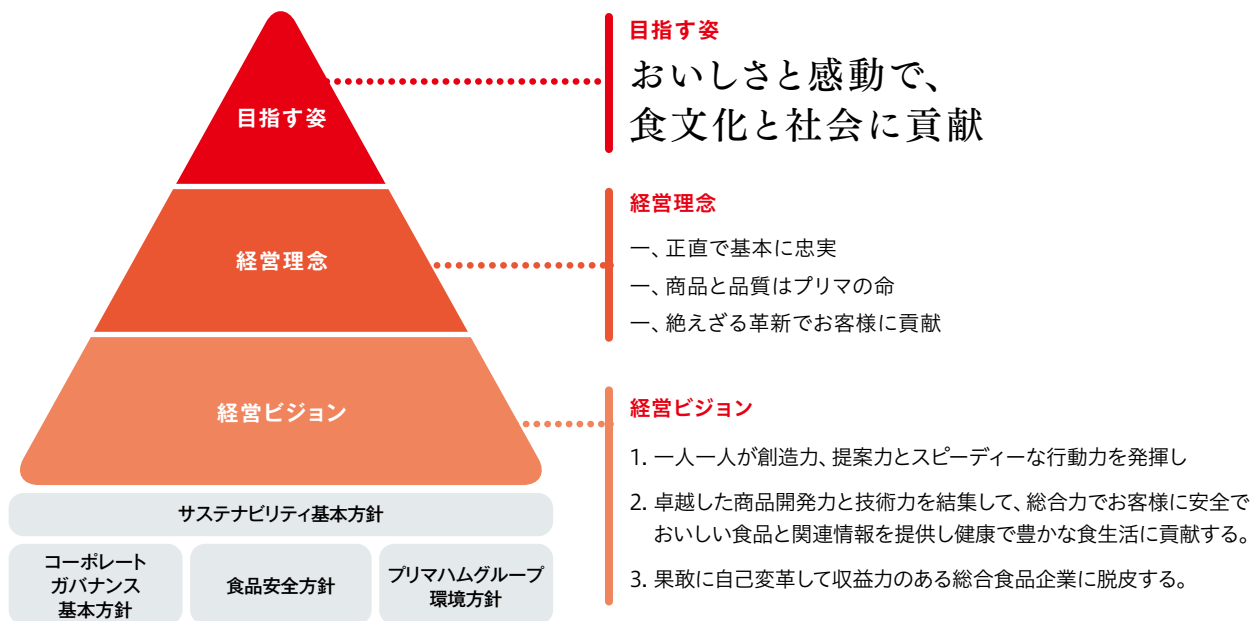 目指す姿
経営理念
経営ビジョン
サステナビリティ基本方針
コーポレート
ガバナンス
基本方針
食品安全方針
プリマハムグループ
環境方針
目指す姿
おいしさと感動で、
食文化と社会に貢献
経営理念
一、正直で基本に忠実
一、商品と品質はプリマの命
一、絶えざる革新でお客様に貢献
経営ビジョン
1. 一人一人が創造力、提案力とスピーディーな行動力を発揮し
2. 卓越した商品開発力と技術力を結集して、総合力でお客様に安全で
おいしい食品と関連情報を提供し健康で豊かな食生活に貢献する。
3. 果敢に自己変革して収益力のある総合食品企業に脱皮する。